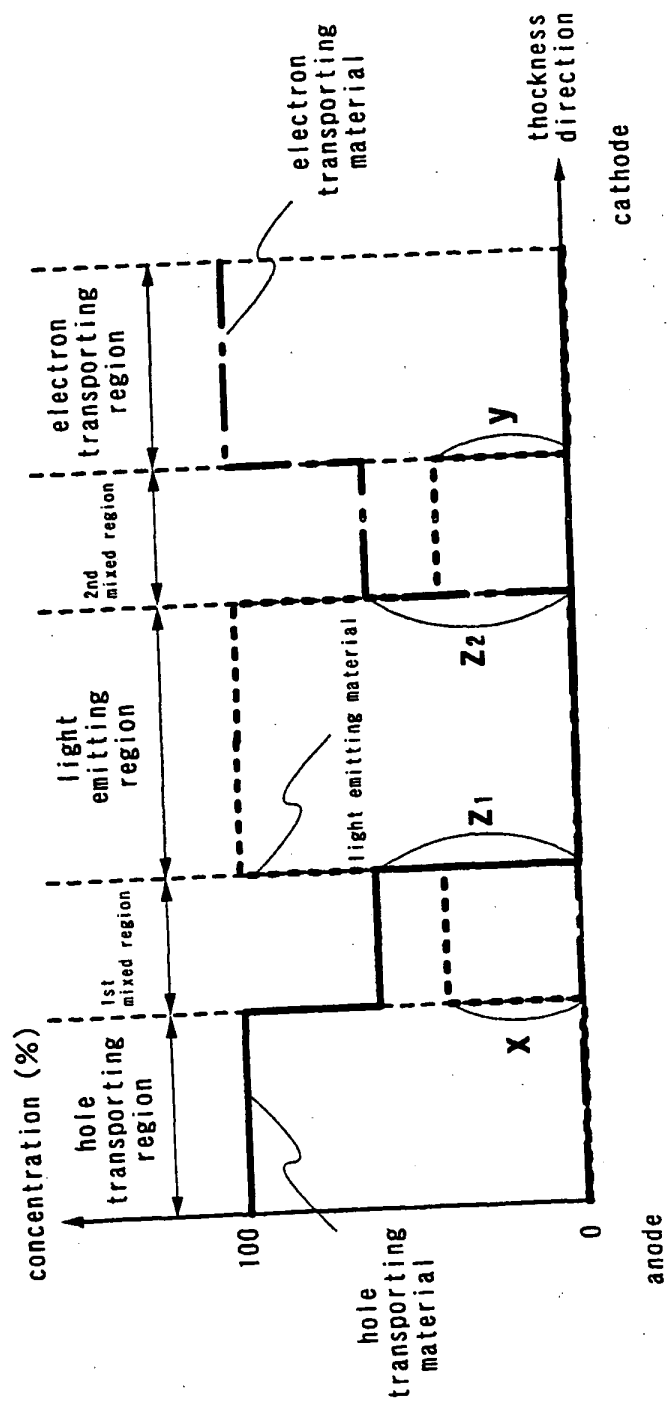 concentration (%)
hole
transporting
region
1st
mixed region
light
emitting
region
2nd
mixed region
electron
transporting
region
100
0
hole
transporting
material
light emitting material
electron
transporting
material
x
Z1
Z2
y
thockness
direction
anode
cathode